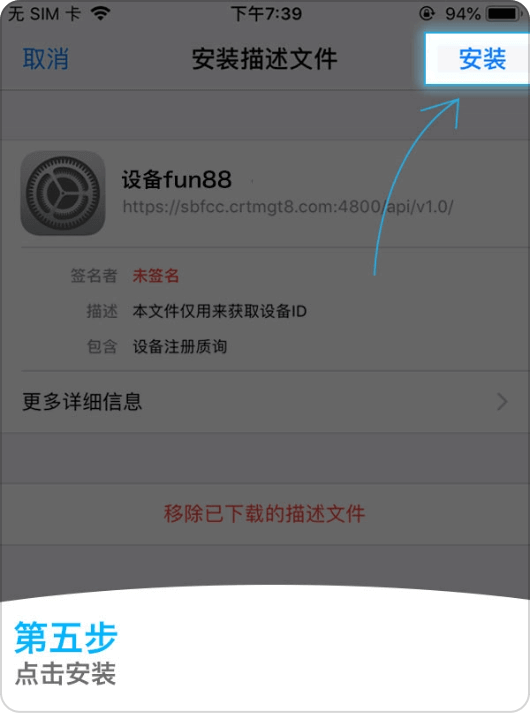 无 SIM 卡 下午7:39 94%
取消 安装描述文件 安装
设备fun88
https://sbfcc.crtmgt8.com:4800/api/v1.0/
签名者 未签名
描述 本文件仅用来获取设备ID
包含 设备注册质询
更多详细信息
移除已下载的描述文件
第五步
点击安装